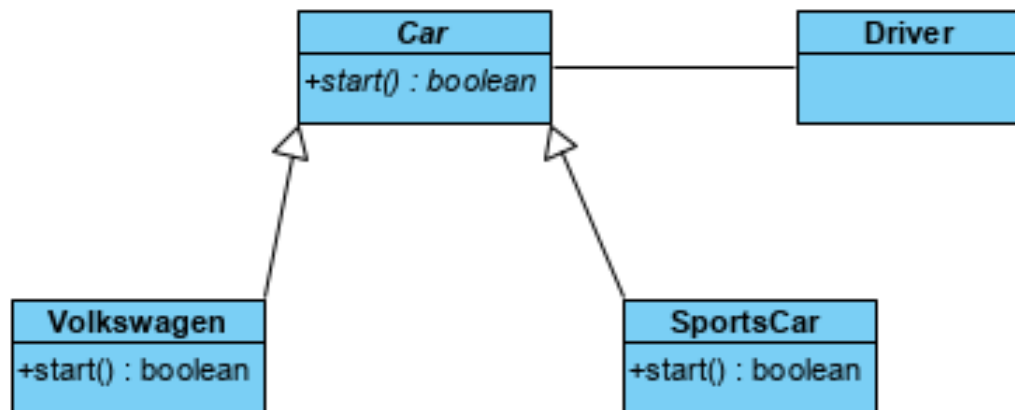 Car
+start() : boolean
Driver
Volkswagen
+start() : boolean
SportsCar
+start() : boolean